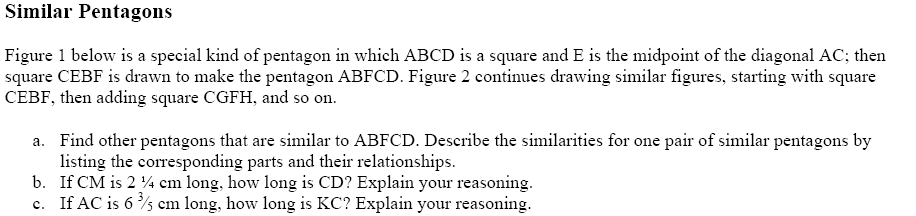 Similar Pentagons
Figure 1 below is a special kind of pentagon in which ABCD is a square and E is the midpoint of the diagonal AC; then
square CEBF is drawn to make the pentagon ABFCD. Figure 2 continues drawing similar figures, starting with square
CEBF, then adding square CGFH, and so on.
a. Find other pentagons that are similar to ABFCD. Describe the similarities for one pair of similar pentagons by
listing the corresponding parts and their relationships.
b. If CM is 2 ¼ cm long, how long is CD? Explain your reasoning.
c. If AC is 6 ⅗ cm long, how long is KC? Explain your reasoning.